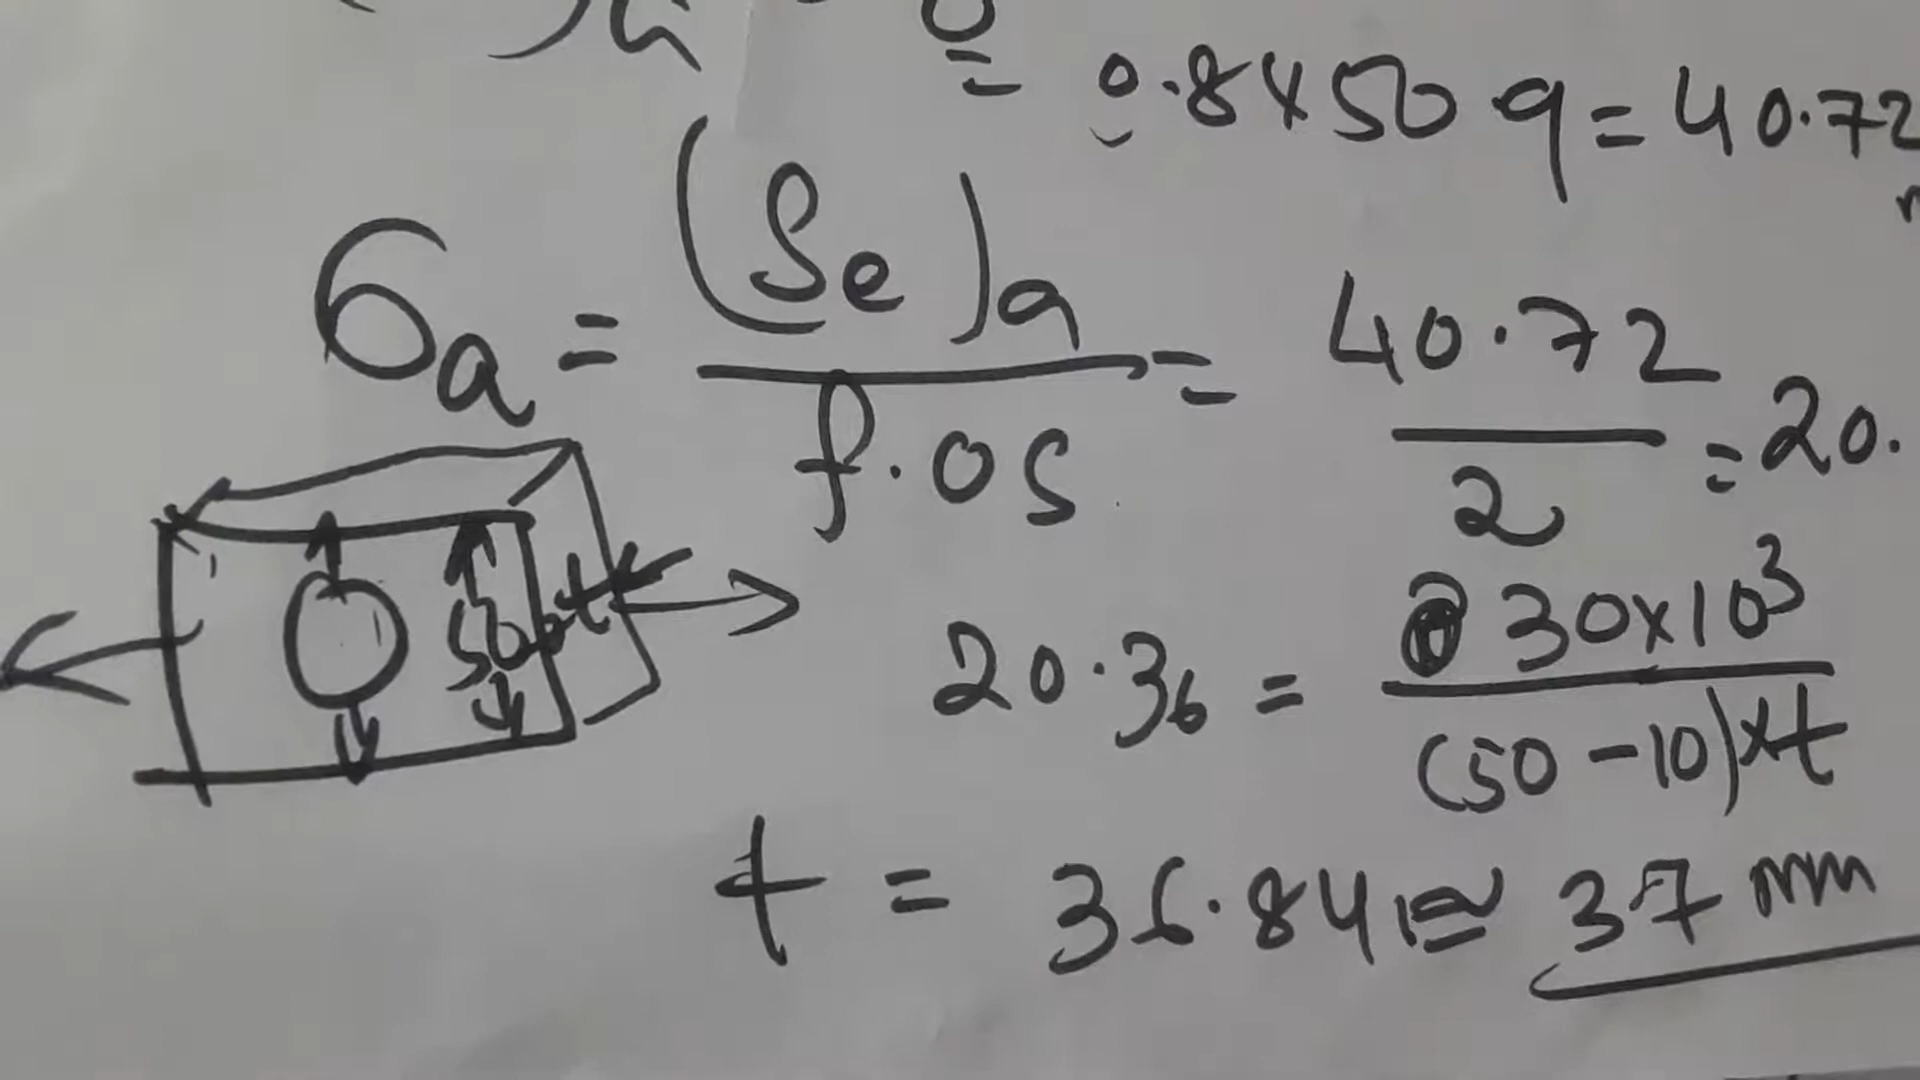 = 0.8×50 9 = 40.72
σa = (Se)a / f.os = 40.72 / 2 = 20.
50 t
20.36 = 30×10³ / (50-10)×t
t = 36.84 ≅ 37 mm